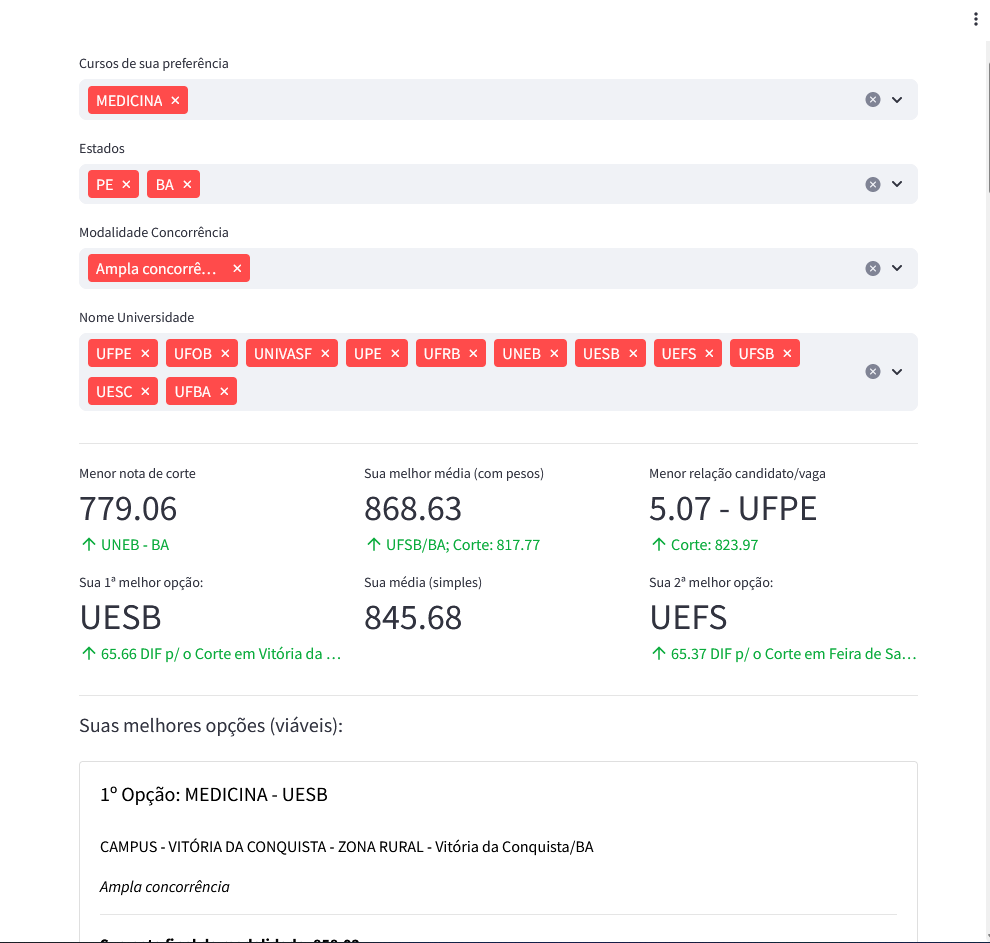 Cursos de sua preferência
MEDICINA ×
Estados
PE × BA ×
Modalidade Concorrência
Ampla concorrê… ×
Nome Universidade
UFPE × UFOB × UNIVASF × UPE × UFRB × UNEB × UESB × UEFS × UFSB ×
UESC × UFBA ×
Menor nota de corte
Sua melhor média (com pesos)
Menor relação candidato/vaga
779.06
868.63
5.07 - UFPE
↑ UNEB - BA
↑ UFSB/BA; Corte: 817.77
↑ Corte: 823.97
Sua 1ª melhor opção:
Sua média (simples)
Sua 2ª melhor opção:
UESB
845.68
UEFS
↑ 65.66 DIF p/ o Corte em Vitória da …
↑ 65.37 DIF p/ o Corte em Feira de Sa…
Suas melhores opções (viáveis):
1º Opção: MEDICINA - UESB
CAMPUS - VITÓRIA DA CONQUISTA - ZONA RURAL - Vitória da Conquista/BA
Ampla concorrência